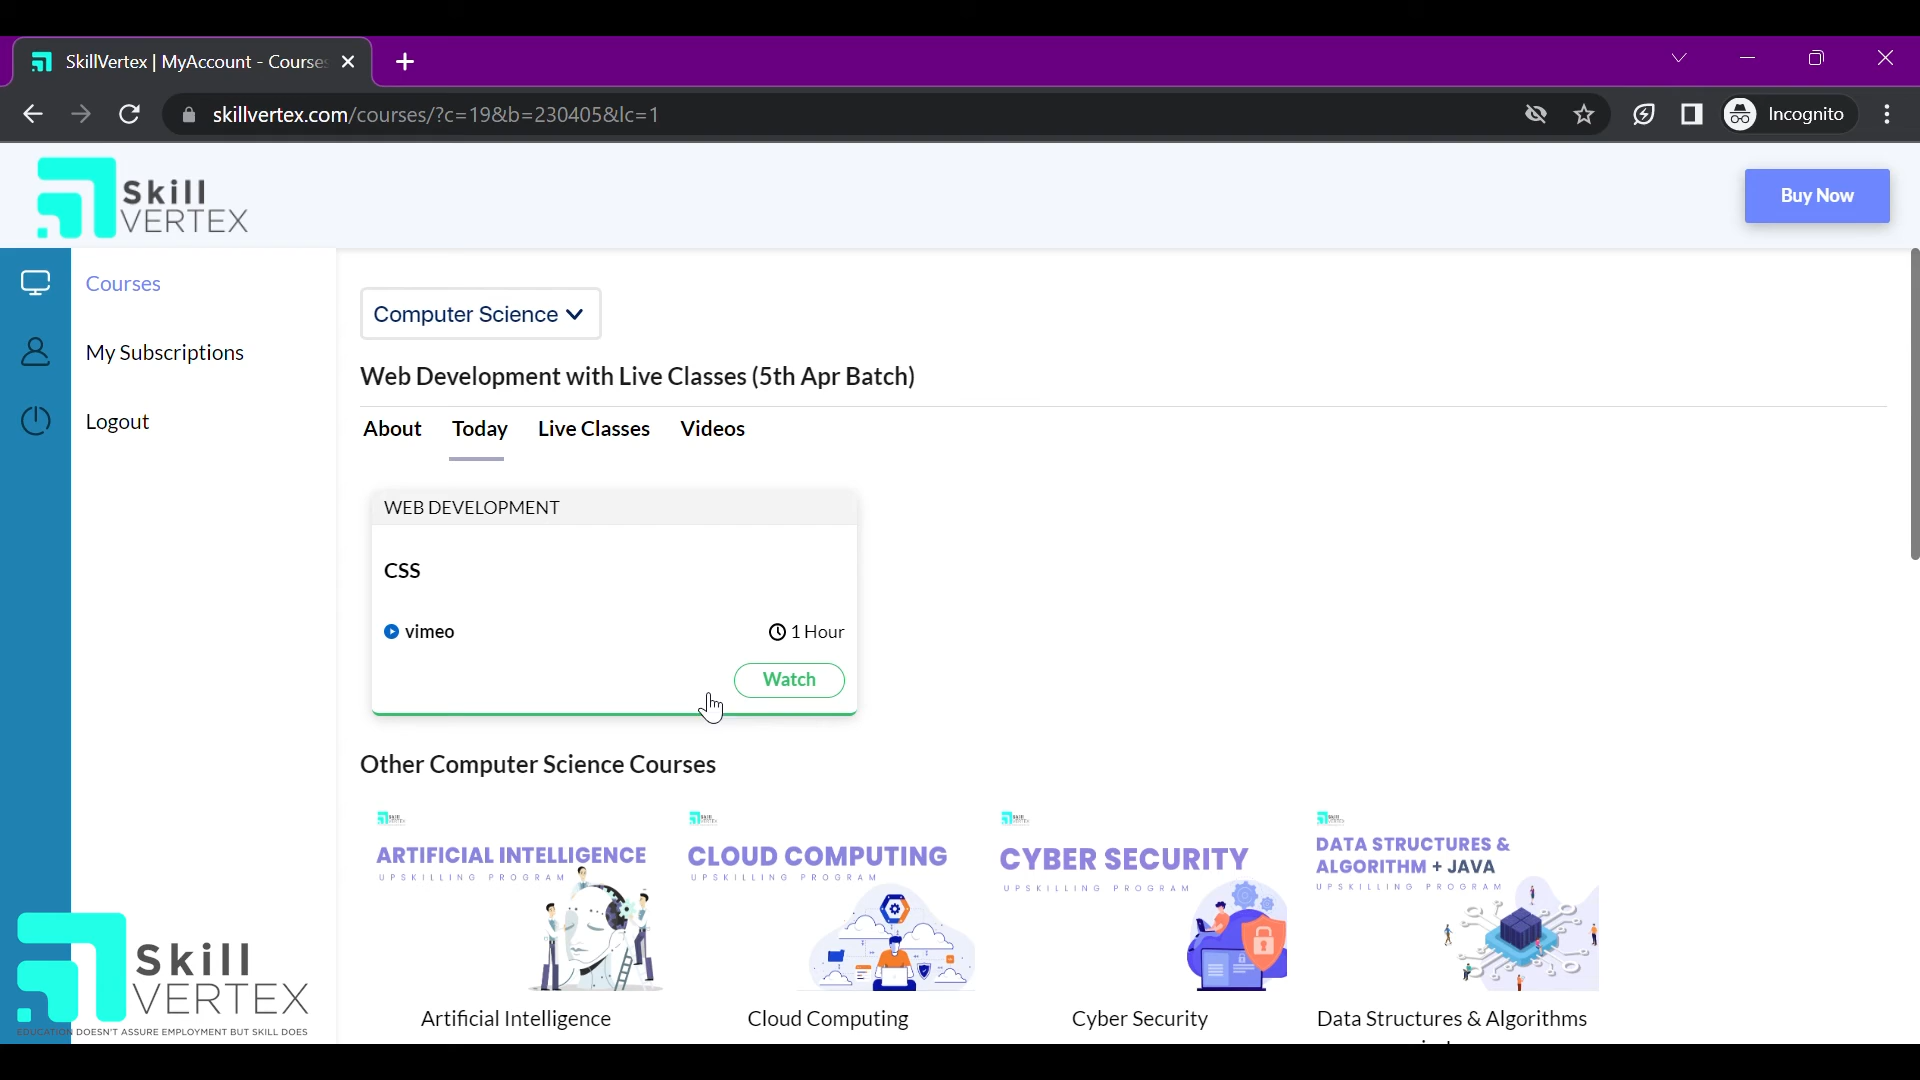 SkillVertex | MyAccount - Courses
skillvertex.com/courses/?c=19&b=230405&lc=1
Incognito
Skill
VERTEX
Buy Now
Courses
My Subscriptions
Logout
Computer Science
Web Development with Live Classes (5th Apr Batch)
About Today Live Classes Videos
WEB DEVELOPMENT
CSS
vimeo 1 Hour
Watch
Other Computer Science Courses
ARTIFICIAL INTELLIGENCE
UPSKILLING PROGRAM
Artificial Intelligence
CLOUD COMPUTING
UPSKILLING PROGRAM
Cloud Computing
CYBER SECURITY
UPSKILLING PROGRAM
Cyber Security
DATA STRUCTURES &
ALGORITHM + JAVA
UPSKILLING PROGRAM
Data Structures & Algorithms
Skill
VERTEX
EDUCATION DOESN'T ASSURE EMPLOYMENT BUT SKILL DOES